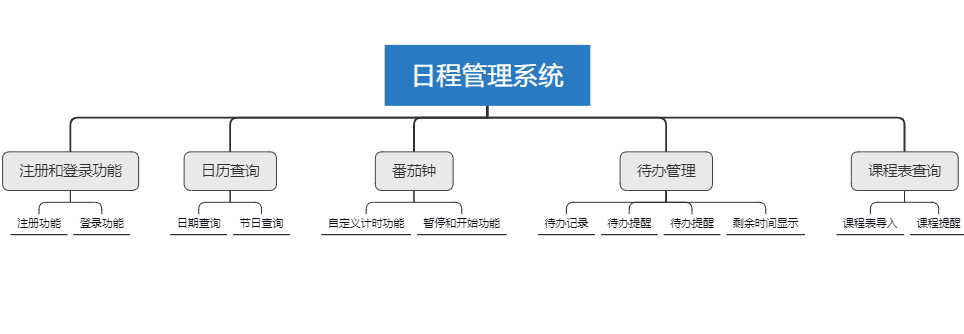 日程管理系统
注册和登录功能
日历查询
番茄钟
待办管理
课程表查询
注册功能
登录功能
日期查询
节日查询
自定义计时功能
暂停和开始功能
待办记录
待办提醒
待办提醒
剩余时间显示
课程表导入
课程提醒